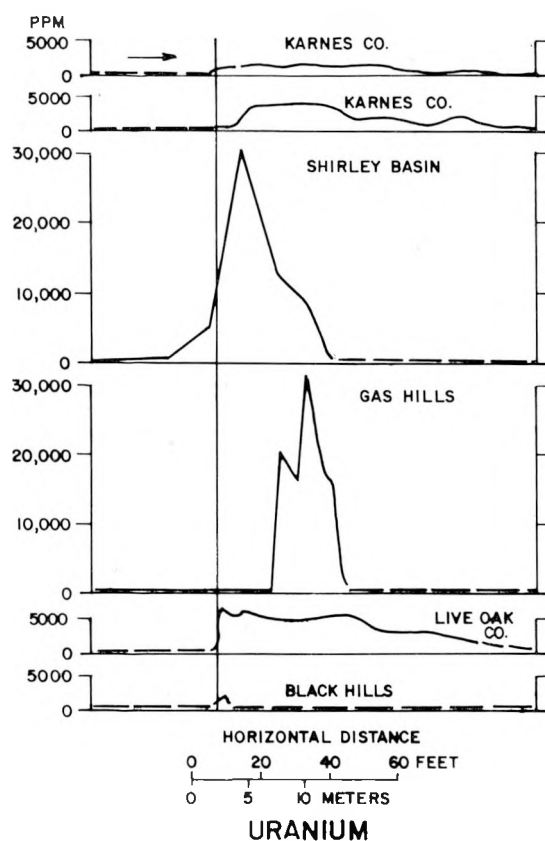 PPM
5000
0
KARNES CO.
5000
0
KARNES CO.
30,000
20,000
10,000
0
SHIRLEY BASIN
30,000
20,000
10,000
0
GAS HILLS
5000
0
LIVE OAK
CO.
5000
0
BLACK HILLS
HORIZONTAL DISTANCE
0 20 40 60 FEET
0 5 10 METERS
URANIUM